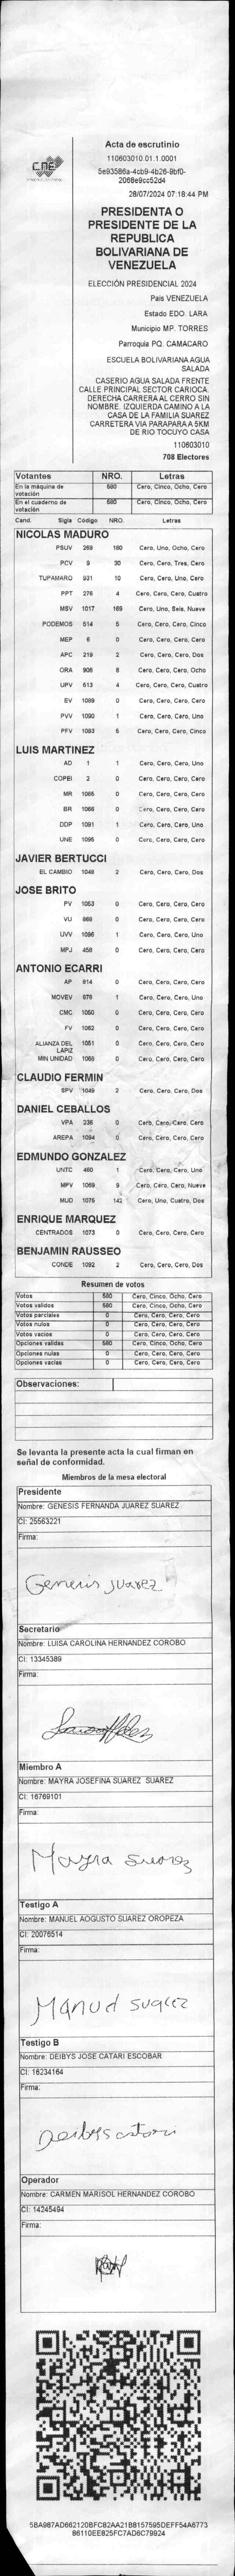 CNE
Acta de escrutinio
110603010.01.1.0001
5e93586a-4cb9-4b26-9bf0-
2068e9cc52d4
28/07/2024 07:18:44 PM
PRESIDENTA O
PRESIDENTE DE LA
REPUBLICA
BOLIVARIANA DE
VENEZUELA
ELECCIÓN PRESIDENCIAL 2024
País VENEZUELA
Estado EDO. LARA
Municipio MP. TORRES
Parroquia PQ. CAMACARO
ESCUELA BOLIVARIANA AGUA
SALADA
CASERIO AGUA SALADA FRENTE
CALLE PRINCIPAL SECTOR CARIOCA.
DERECHA CARRERA AL CERRO SIN
NOMBRE. IZQUIERDA CAMINO A LA
CASA DE LA FAMILIA SUAREZ
CARRETERA VIA PARAPARA A 5KM
DE RIO TOCUYO CASA
110603010
708 Electores
Votantes NRO. Letras
En la máquina de votación 580 Cero, Cinco, Ocho, Cero
En el cuaderno de votación 580 Cero, Cinco, Ocho, Cero
Cand. Sigla Código NRO. Letras
NICOLAS MADURO
PSUV 268 180 Cero, Uno, Ocho, Cero
PCV 9 30 Cero, Cero, Tres, Cero
TUPAMARO 931 10 Cero, Cero, Uno, Cero
PPT 276 4 Cero, Cero, Cero, Cuatro
MSV 1017 169 Cero, Uno, Seis, Nueve
PODEMOS 514 5 Cero, Cero, Cero, Cinco
MEP 6 0 Cero, Cero, Cero, Cero
APC 219 2 Cero, Cero, Cero, Dos
ORA 906 8 Cero, Cero, Cero, Ocho
UPV 613 4 Cero, Cero, Cero, Cuatro
EV 1089 0 Cero, Cero, Cero, Cero
PVV 1090 1 Cero, Cero, Cero, Uno
PFV 1093 5 Cero, Cero, Cero, Cinco
LUIS MARTINEZ
AD 1 1 Cero, Cero, Cero, Uno
COPEI 2 0 Cero, Cero, Cero, Cero
MR 1065 0 Cero, Cero, Cero, Cero
BR 1066 0 Cero, Cero, Cero, Cero
DDP 1091 1 Cero, Cero, Cero, Uno
UNE 1095 0 Cero, Cero, Cero, Cero
JAVIER BERTUCCI
EL CAMBIO 1048 2 Cero, Cero, Cero, Dos
JOSE BRITO
PV 1053 0 Cero, Cero, Cero, Cero
VU 868 0 Cero, Cero, Cero, Cero
UVV 1096 1 Cero, Cero, Cero, Uno
MPJ 458 0 Cero, Cero, Cero, Cero
ANTONIO ECARRI
AP 814 0 Cero, Cero, Cero, Cero
MOVEV 878 1 Cero, Cero, Cero, Uno
CMC 1050 0 Cero, Cero, Cero, Cero
FV 1062 0 Cero, Cero, Cero, Cero
ALIANZA DEL LAPIZ 1051 0 Cero, Cero, Cero, Cero
MIN UNIDAD 1068 0 Cero, Cero, Cero, Cero
CLAUDIO FERMIN
SPV 1049 2 Cero, Cero, Cero, Dos
DANIEL CEBALLOS
VPA 236 0 Cero, Cero, Cero, Cero
AREPA 1094 0 Cero, Cero, Cero, Cero
EDMUNDO GONZALEZ
UNTC 460 1 Cero, Cero, Cero, Uno
MPV 1069 9 Cero, Cero, Cero, Nueve
MUD 1075 142 Cero, Uno, Cuatro, Dos
ENRIQUE MARQUEZ
CENTRADOS 1073 0 Cero, Cero, Cero, Cero
BENJAMIN RAUSSEO
CONDE 1092 2 Cero, Cero, Cero, Dos
Resumen de votos
Votos 580 Cero, Cinco, Ocho, Cero
Votos validos 580 Cero, Cinco, Ocho, Cero
Votos parciales 0 Cero, Cero, Cero, Cero
Votos nulos 0 Cero, Cero, Cero, Cero
Votos vacios 0 Cero, Cero, Cero, Cero
Opciones validas 580 Cero, Cinco, Ocho, Cero
Opciones nulas 0 Cero, Cero, Cero, Cero
Opciones vacias 0 Cero, Cero, Cero, Cero
Observaciones:
Se levanta la presente acta la cual firman en
señal de conformidad.
Miembros de la mesa electoral
Presidente
Nombre: GENESIS FERNANDA JUAREZ SUAREZ
CI: 25563221
Firma:
Genesis Juarez
Secretario
Nombre: LUISA CAROLINA HERNANDEZ COROBO
CI: 13345389
Firma:
Miembro A
Nombre: MAYRA JOSEFINA SUAREZ SUAREZ
CI: 16769101
Firma:
Mayra Suarez
Testigo A
Nombre: MANUEL AOGUSTO SUAREZ OROPEZA
CI: 20076514
Firma:
Manud suarez
Testigo B
Nombre: DEIBYS JOSE CATARI ESCOBAR
CI: 16234164
Firma:
Deibys catari
Operador
Nombre: CARMEN MARISOL HERNANDEZ COROBO
CI: 14245494
Firma:
5BA987AD662120BFC82AA21B8157595DEFF54A6773
86110EE825FC7AD6C79924